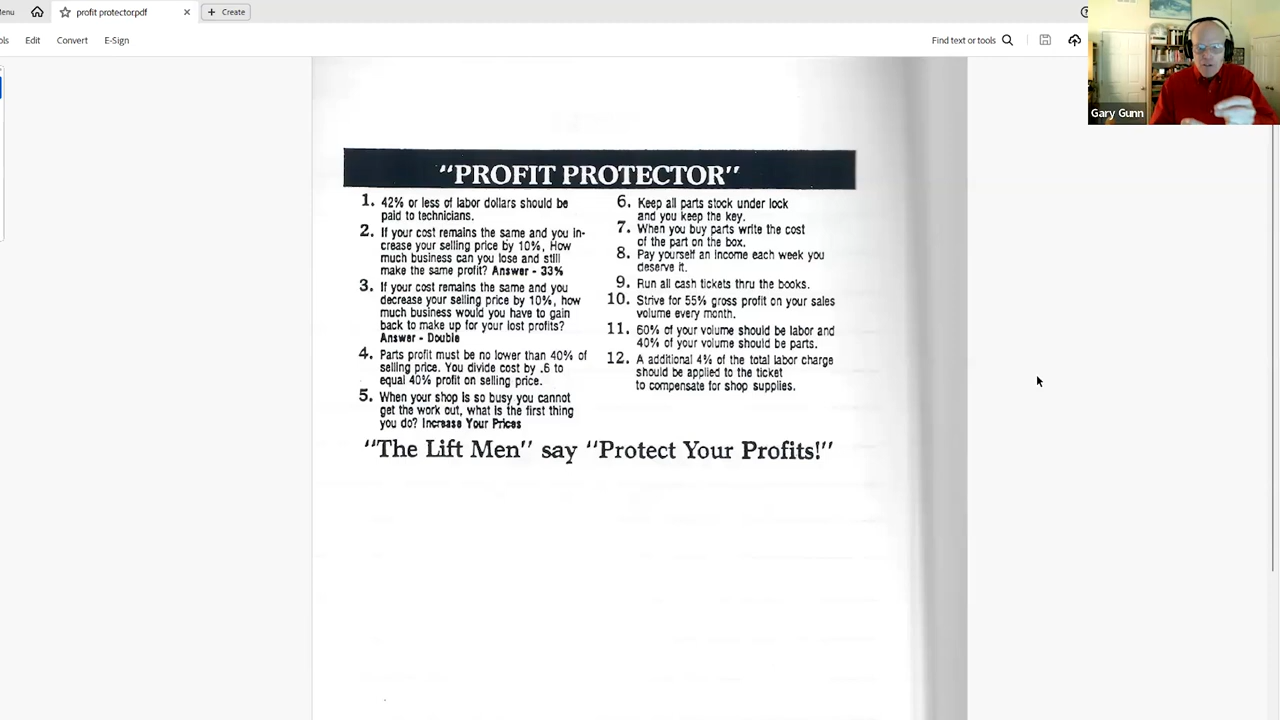 enu
profit protector.pdf
Create
ols
Edit
Convert
E-Sign
Find text or tools
Gary Gunn
"PROFIT PROTECTOR"
1. 42% or less of labor dollars should be
paid to technicians.
2. If your cost remains the same and you in-
crease your selling price by 10%, How
much business can you lose and still
make the same profit? Answer - 33%
3. If your cost remains the same and you
decrease your selling price by 10%, how
much business would you have to gain
back to make up for your lost profits?
Answer - Double
4. Parts profit must be no lower than 40% of
selling price. You divide cost by .6 to
equal 40% profit on selling price.
5. When your shop is so busy you cannot
get the work out, what is the first thing
you do? Increase Your Prices
6. Keep all parts stock under lock
and you keep the key.
7. When you buy parts write the cost
of the part on the box.
8. Pay yourself an income each week you
deserve it.
9. Run all cash tickets thru the books.
10. Strive for 55% gross profit on your sales
volume every month.
11. 60% of your volume should be labor and
40% of your volume should be parts.
12. A additional 4% of the total labor charge
should be applied to the ticket
to compensate for shop supplies.
"The Lift Men" say "Protect Your Profits!"